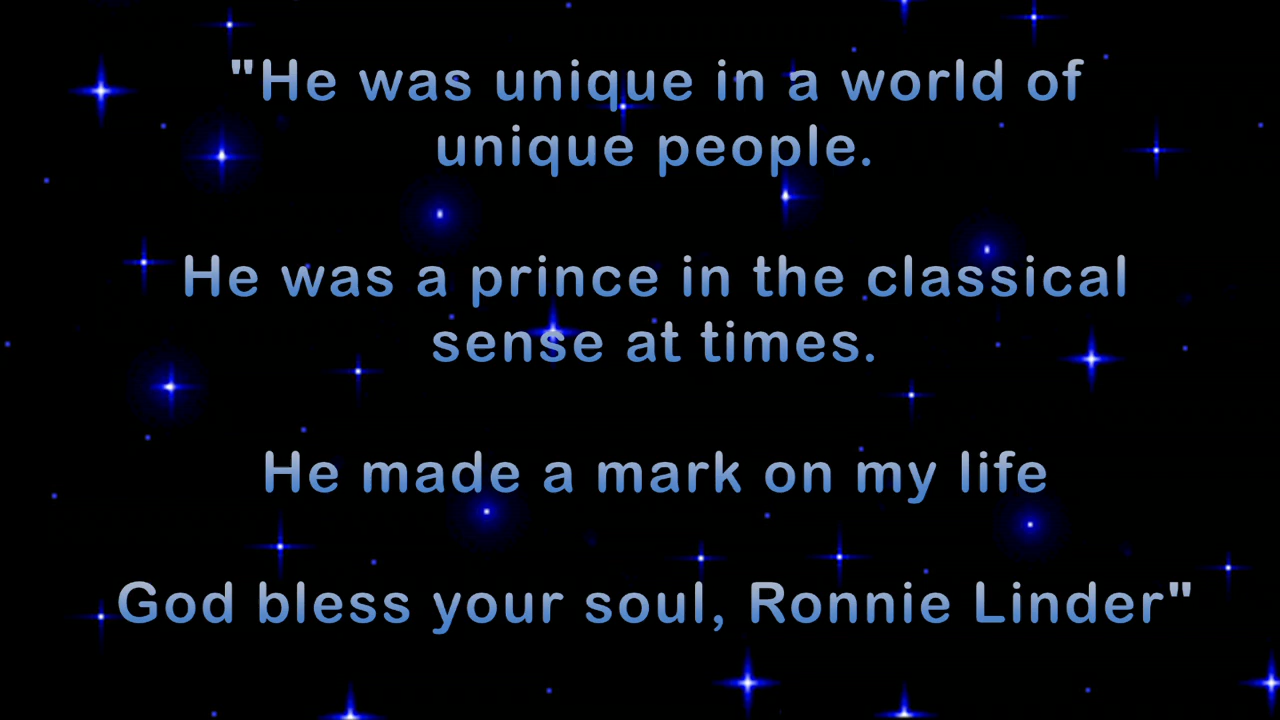 "He was unique in a world of
unique people.
He was a prince in the classical
sense at times.
He made a mark on my life
God bless your soul, Ronnie Linder"